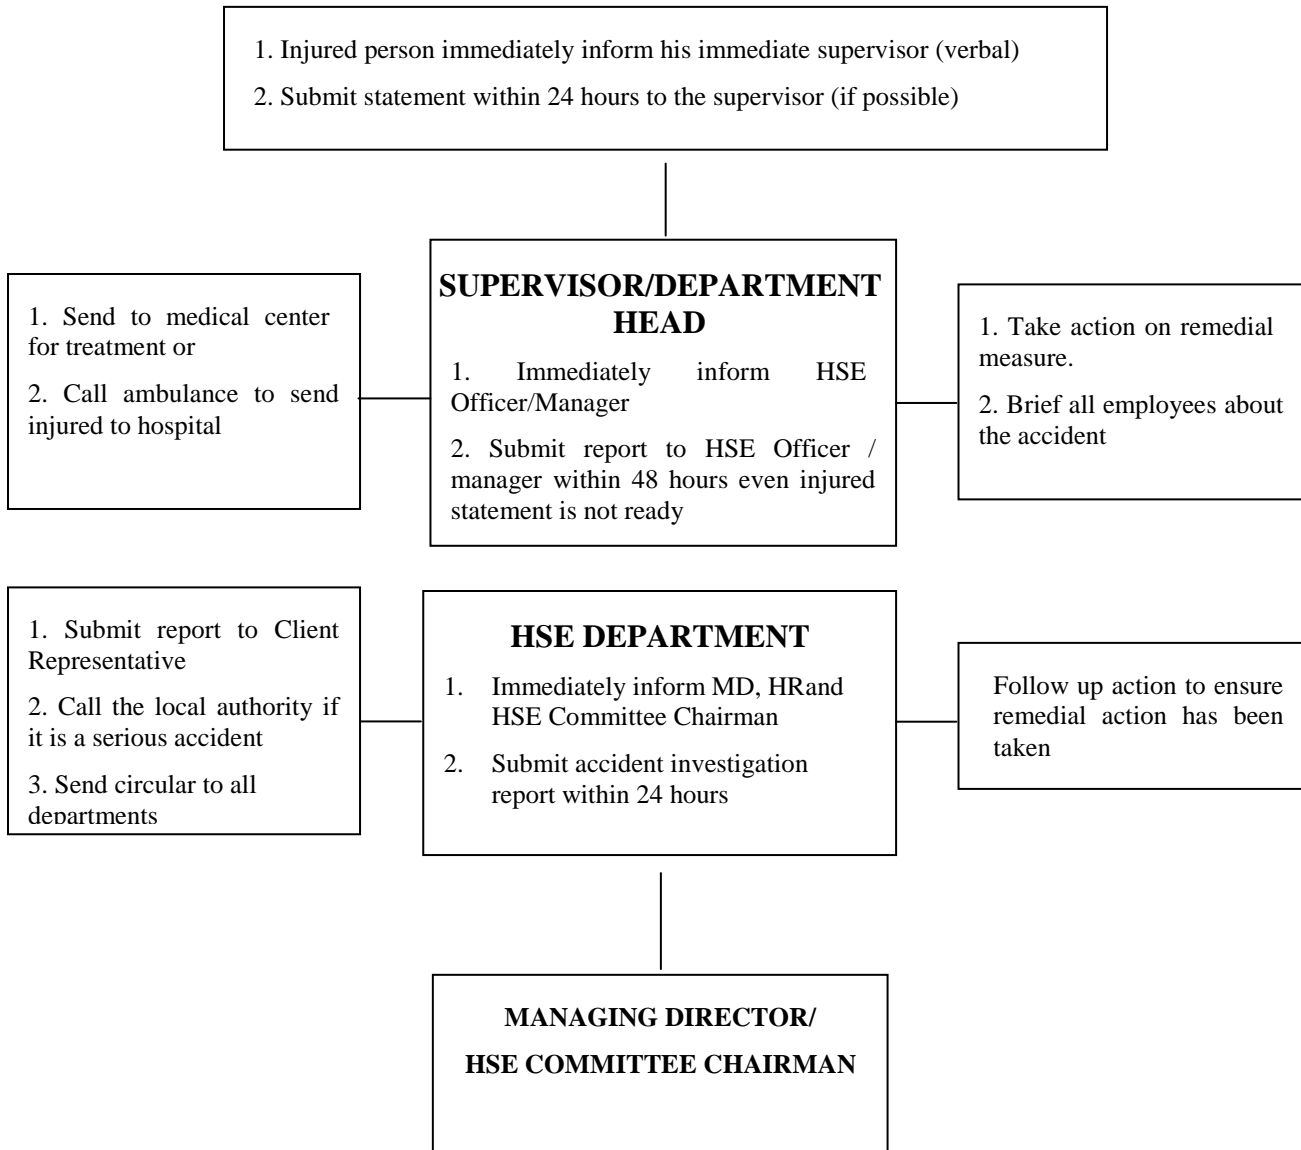 1. Injured person immediately inform his immediate supervisor (verbal)
2. Submit statement within 24 hours to the supervisor (if possible)
SUPERVISOR/DEPARTMENT
HEAD
1. Immediately inform HSE
Officer/Manager
2. Submit report to HSE Officer /
manager within 48 hours even injured
statement is not ready
1. Send to medical center
for treatment or
2. Call ambulance to send
injured to hospital
1. Take action on remedial
measure.
2. Brief all employees about
the accident
1. Submit report to Client
Representative
2. Call the local authority if
it is a serious accident
3. Send circular to all
departments
HSE DEPARTMENT
1. Immediately inform MD, HRand
HSE Committee Chairman
2. Submit accident investigation
report within 24 hours
Follow up action to ensure
remedial action has been
taken
MANAGING DIRECTOR/
HSE COMMITTEE CHAIRMAN